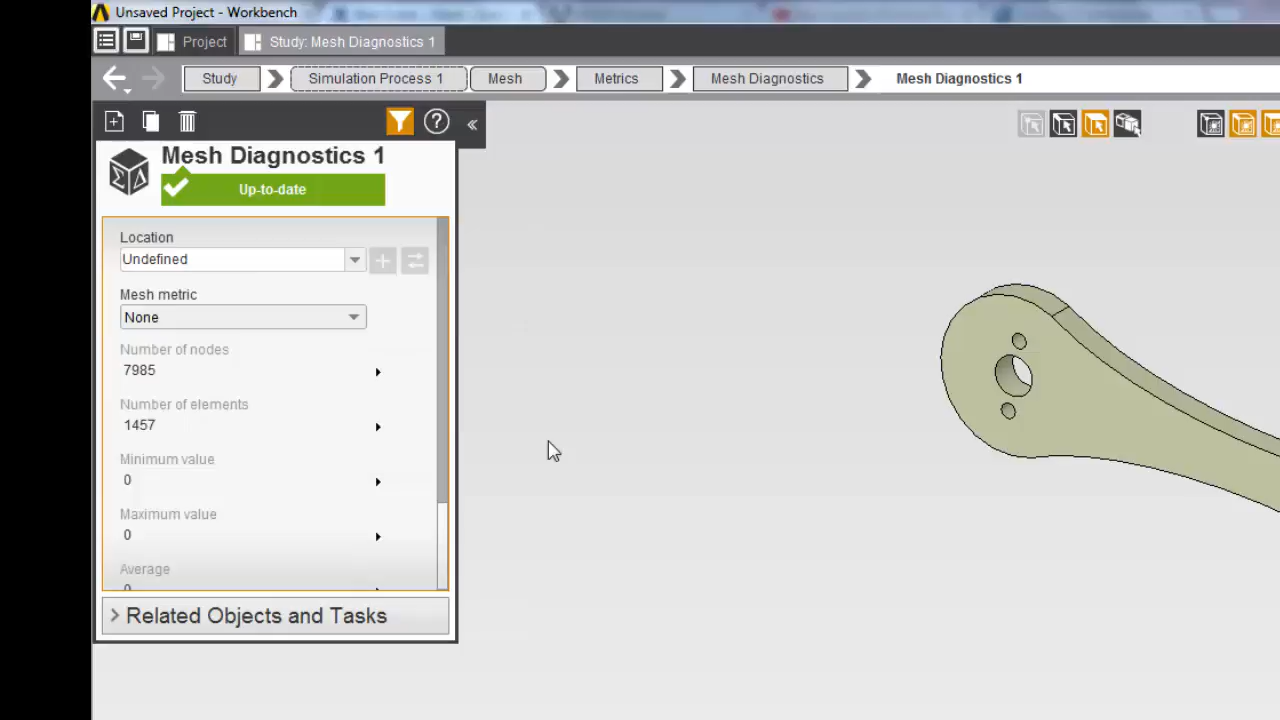 Unsaved Project - Workbench
Project
Study: Mesh Diagnostics 1
Study
Simulation Process 1
Mesh
Metrics
Mesh Diagnostics
Mesh Diagnostics 1
Mesh Diagnostics 1
Up-to-date
Location
Undefined
Mesh metric
None
Number of nodes
7985
Number of elements
1457
Minimum value
0
Maximum value
0
Average
0
Related Objects and Tasks